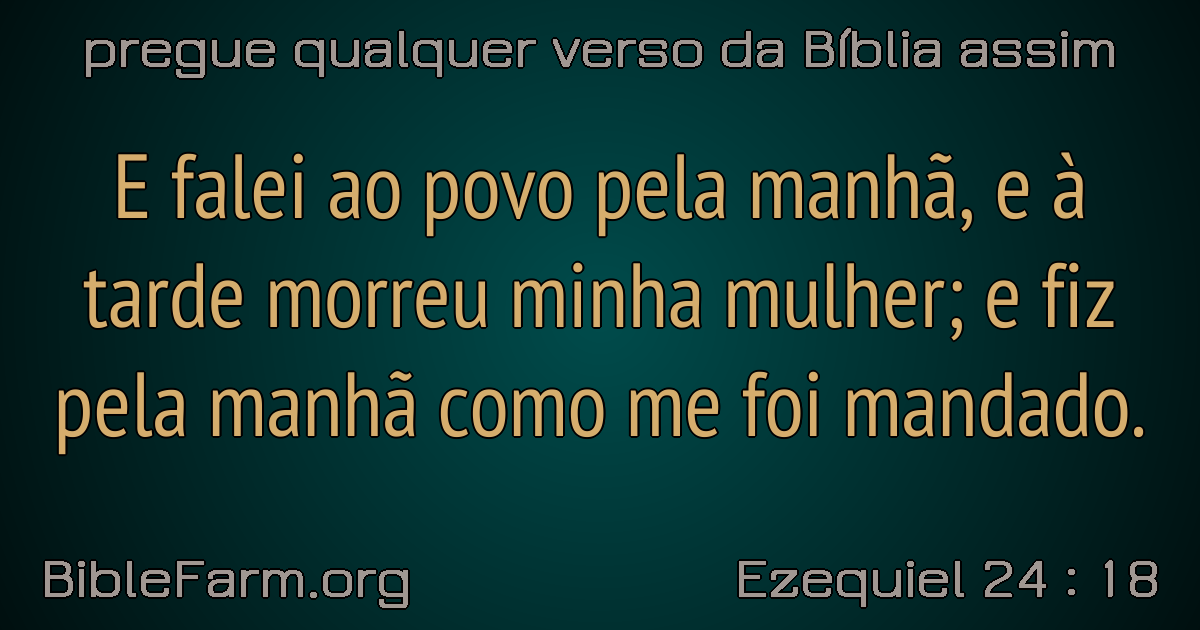 pregue qualquer verso da Bíblia assim
E falei ao povo pela manhã, e à
tarde morreu minha mulher; e fiz
pela manhã como me foi mandado.
BibleFarm.org
Ezequiel 24 : 18